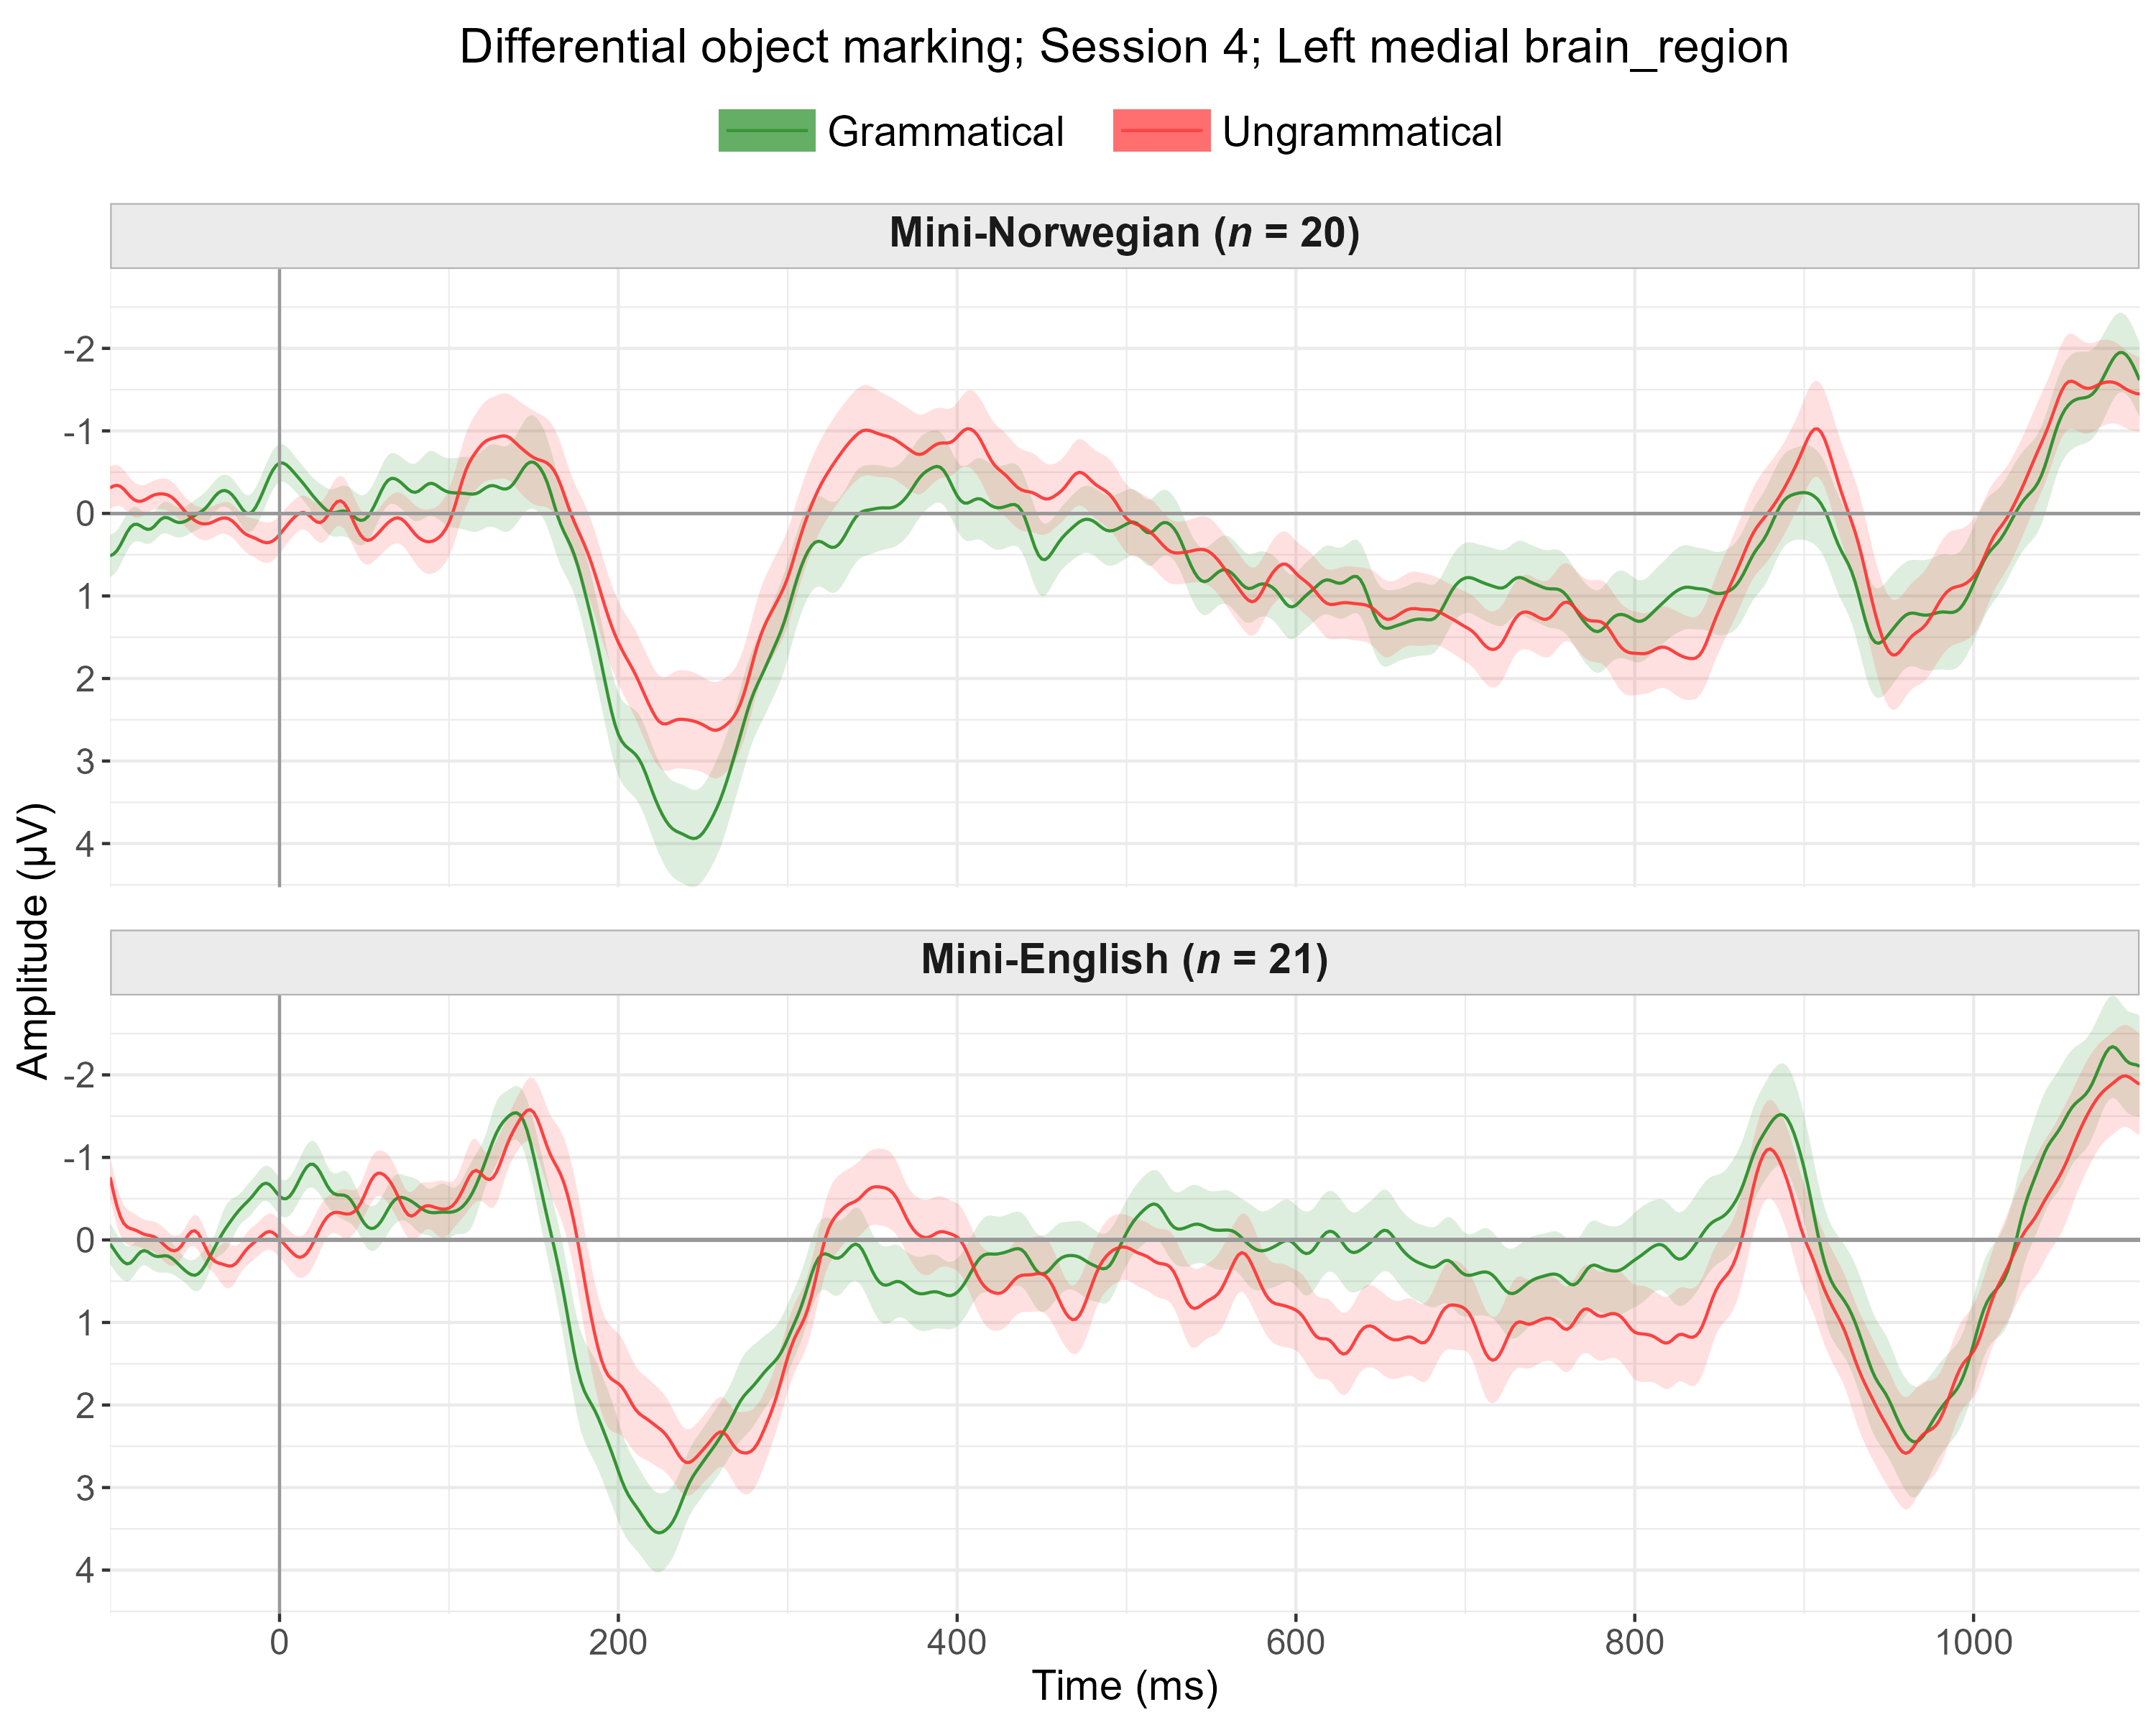 Differential object marking; Session 4; Left medial brain_region
Grammatical Ungrammatical
Mini-Norwegian (n = 20)
-2
-1
0
1
2
3
4
Amplitude (µV)
Mini-English (n = 21)
-2
-1
0
1
2
3
4
0 200 400 600 800 1000
Time (ms)